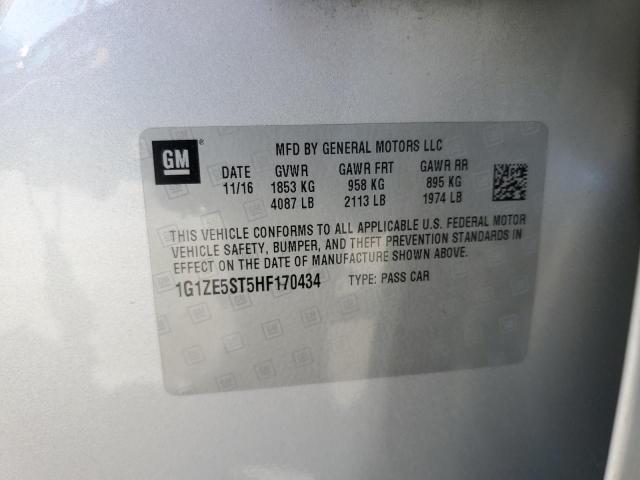 GM
MFD BY GENERAL MOTORS LLC
DATE GVWR GAWR FRT GAWR RR
11/16 1853 KG 958 KG 895 KG
4087 LB 2113 LB 1974 LB
THIS VEHICLE CONFORMS TO ALL APPLICABLE U.S. FEDERAL MOTOR
VEHICLE SAFETY, BUMPER, AND THEFT PREVENTION STANDARDS IN
EFFECT ON THE DATE OF MANUFACTURE SHOWN ABOVE.
1G1ZE5ST5HF170434 TYPE: PASS CAR